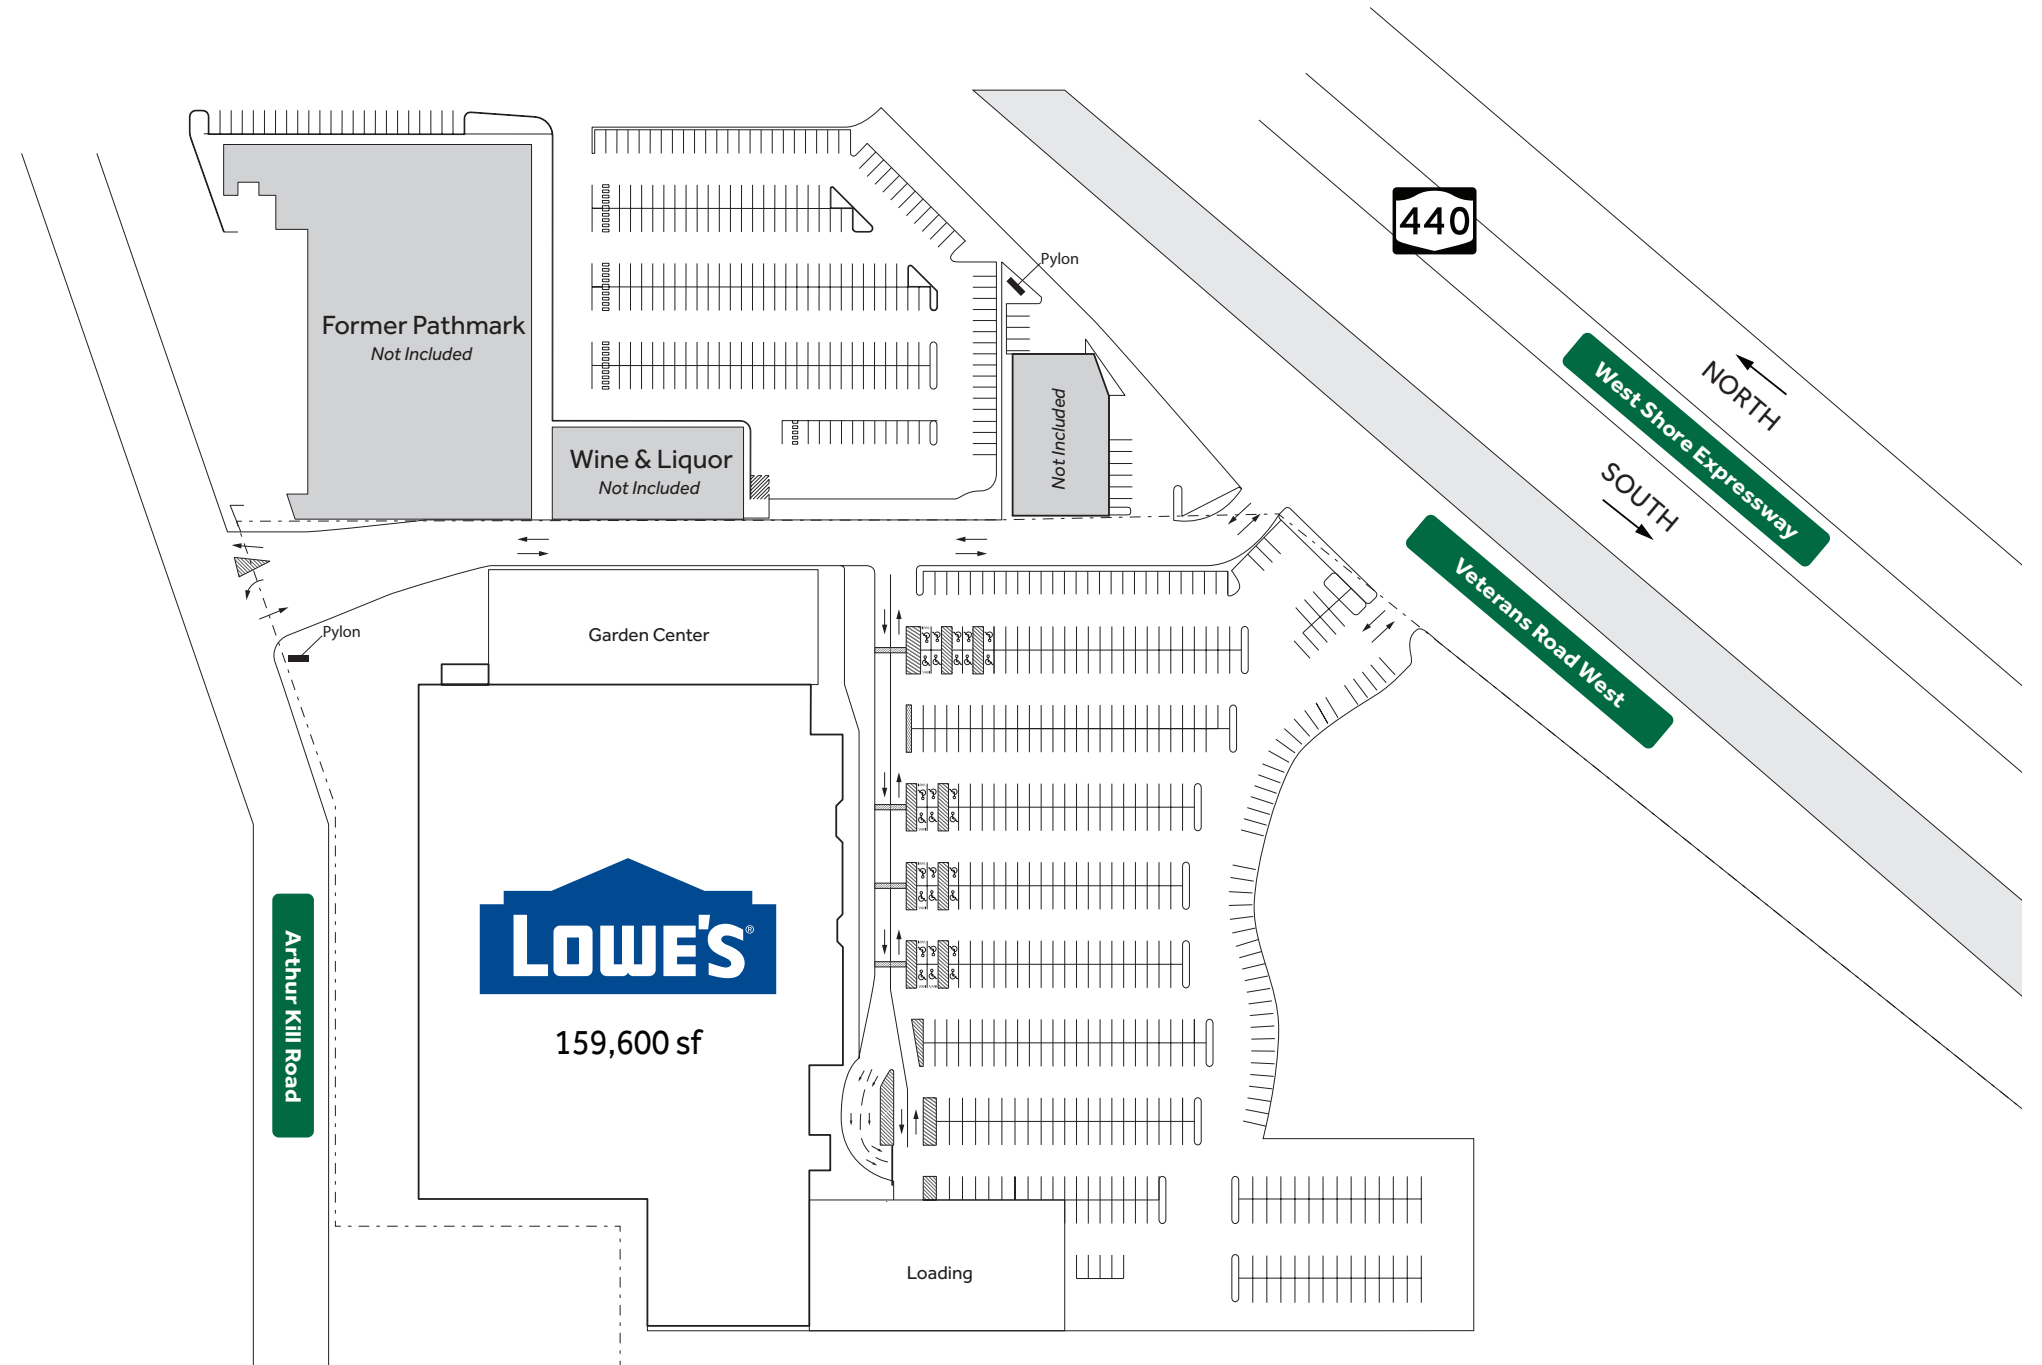 440
Pylon
Former Pathmark
Not Included
West Shore Expressway
NORTH
Not Included
Wine & Liquor
Not Included
SOUTH
Veterans Road West
Pylon
Garden Center
LOWE'S®
159,600 sf
Arthur Kill Road
Loading